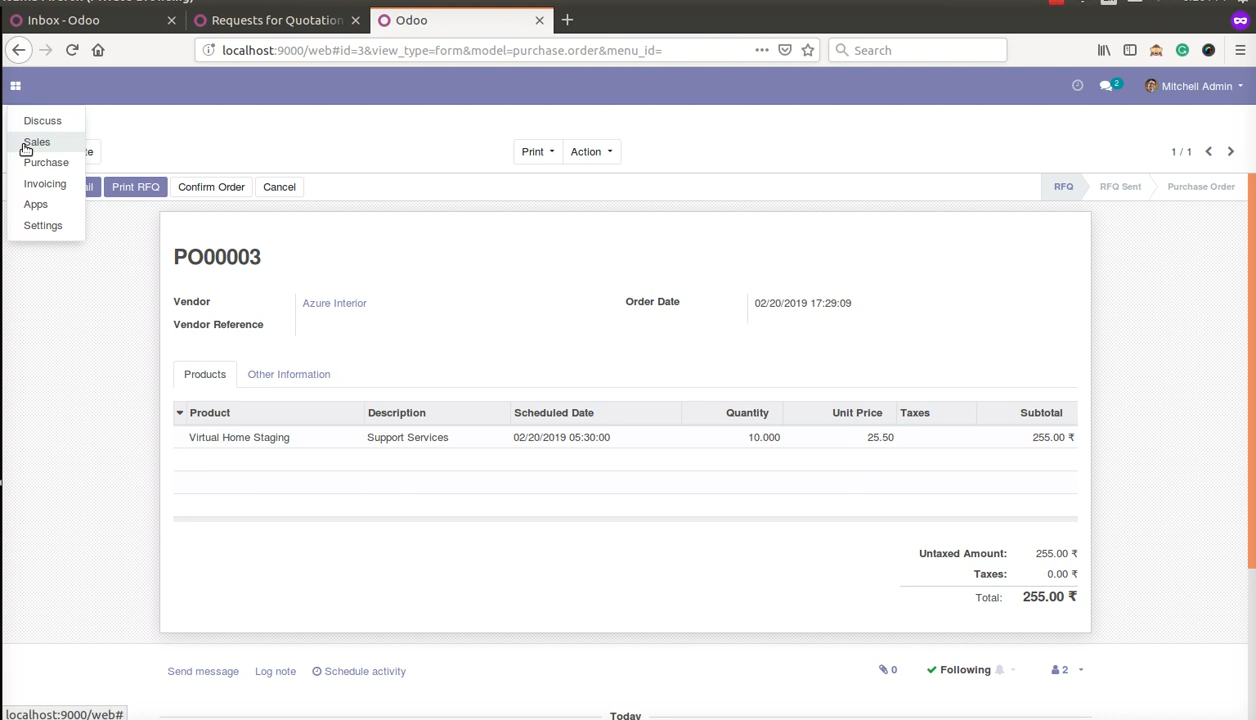 Inbox - Odoo
Requests for Quotation
Odoo
localhost:9000/web#id=3&view_type=form&model=purchase.order&menu_id=
Search
2
Mitchell Admin
Discuss
Sales
Purchase
Invoicing
Apps
Settings
Print
Action
1 / 1
Print RFQ
Confirm Order
Cancel
RFQ
RFQ Sent
Purchase Order
PO00003
Vendor
Azure Interior
Order Date
02/20/2019 17:29:09
Vendor Reference
Products
Other Information
Product Description Scheduled Date Quantity Unit Price Taxes Subtotal
Virtual Home Staging Support Services 02/20/2019 05:30:00 10.000 25.50 255.00 ₹
Untaxed Amount: 255.00 ₹
Taxes: 0.00 ₹
Total: 255.00 ₹
Send message
Log note
Schedule activity
0
Following
2
localhost:9000/web#
Today